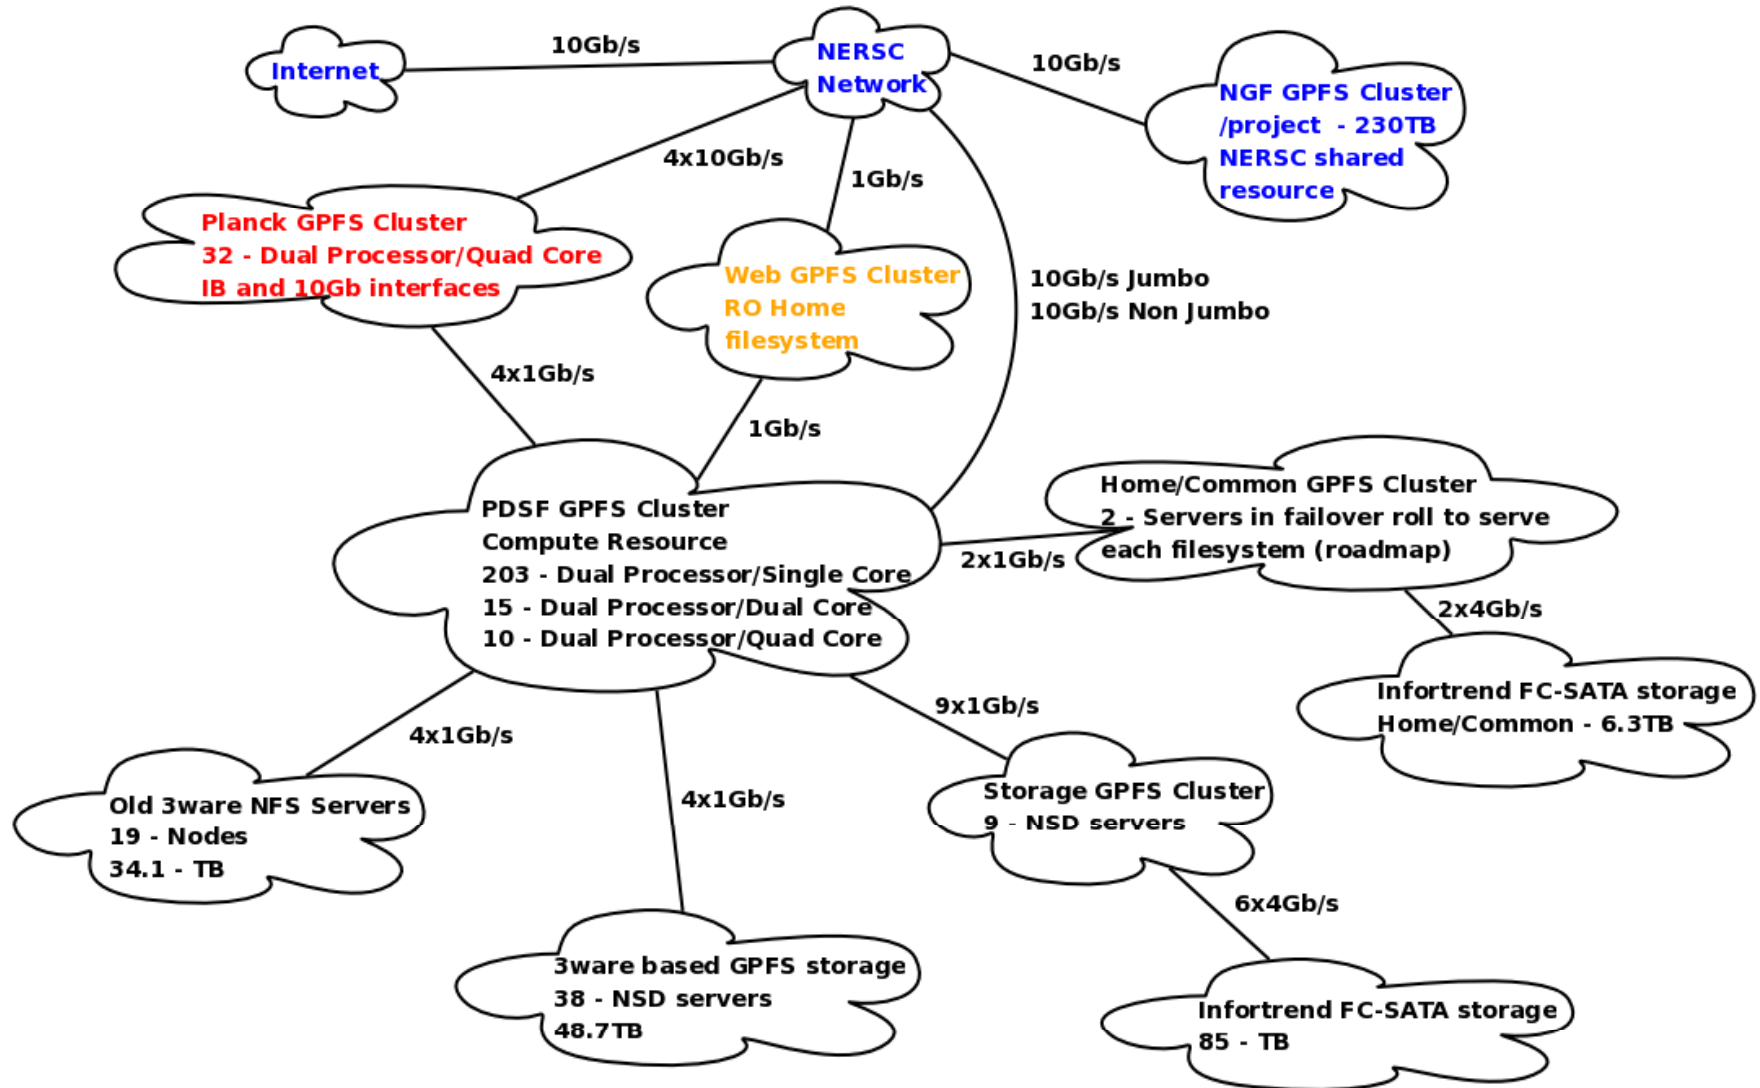 10Gb/s
NERSC
Network
Internet
10Gb/s
NGF GPFS Cluster
/project  - 230TB
NERSC shared
resource
4x10Gb/s
1Gb/s
Planck GPFS Cluster
32 - Dual Processor/Quad Core
IB and 10Gb interfaces
Web GPFS Cluster
RO Home
filesystem
10Gb/s Jumbo
10Gb/s Non Jumbo
4x1Gb/s
1Gb/s
PDSF GPFS Cluster
Compute Resource
203 - Dual Processor/Single Core
15 - Dual Processor/Dual Core
10 - Dual Processor/Quad Core
Home/Common GPFS Cluster
2 - Servers in failover roll to serve
each filesystem (roadmap)
2x1Gb/s
2x4Gb/s
Infortrend FC-SATA storage
Home/Common - 6.3TB
4x1Gb/s
9x1Gb/s
4x1Gb/s
Old 3ware NFS Servers
19 - Nodes
34.1 - TB
Storage GPFS Cluster
9 - NSD servers
6x4Gb/s
3ware based GPFS storage
38 - NSD servers
48.7TB
Infortrend FC-SATA storage
85 - TB